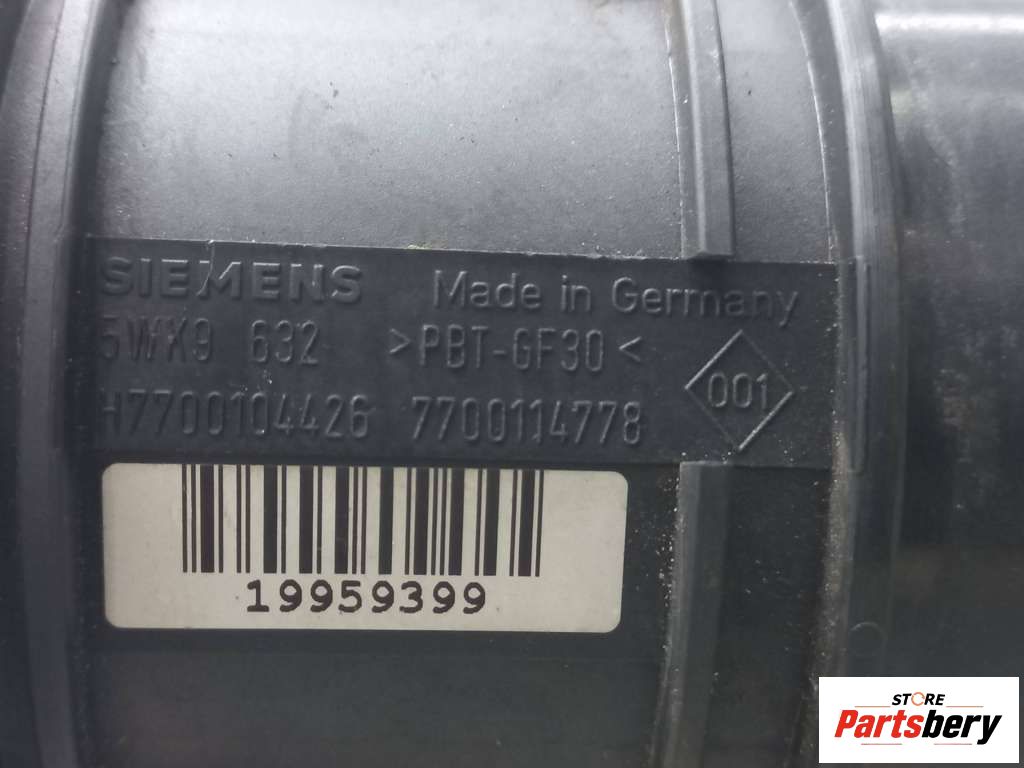 SIEMENS Made in Germany
5WK9 632 >PBT-GF30<
H7700104426 7700114778
001
19959399
STORE
Partsbery